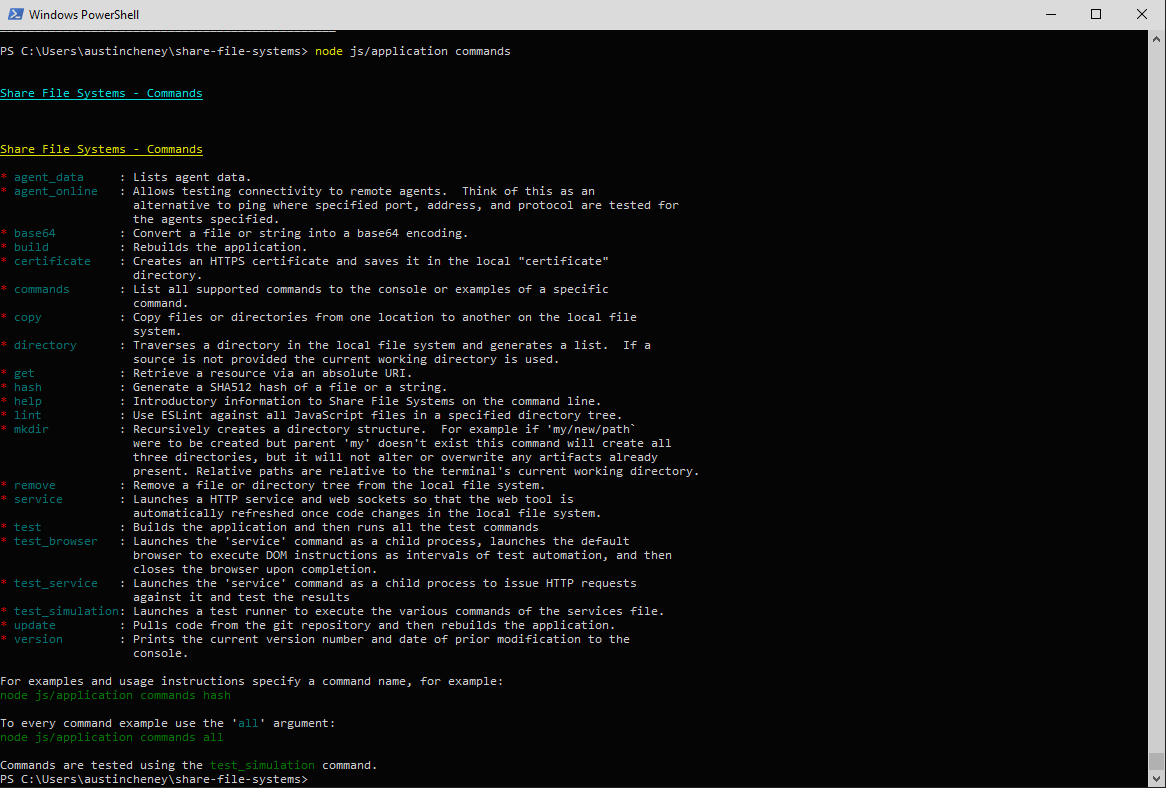 Windows PowerShell
PS C:\Users\austincheney\share-file-systems> node js/application commands
Share File Systems - Commands
Share File Systems - Commands
* agent_data     : Lists agent data.
* agent_online   : Allows testing connectivity to remote agents.  Think of this as an
                   alternative to ping where specified port, address, and protocol are tested for
                   the agents specified.
* base64         : Convert a file or string into a base64 encoding.
* build          : Rebuilds the application.
* certificate    : Creates an HTTPS certificate and saves it in the local "certificate"
                   directory.
* commands       : List all supported commands to the console or examples of a specific
                   command.
* copy           : Copy files or directories from one location to another on the local file
                   system.
* directory      : Traverses a directory in the local file system and generates a list.  If a
                   source is not provided the current working directory is used.
* get            : Retrieve a resource via an absolute URI.
* hash           : Generate a SHA512 hash of a file or a string.
* help           : Introductory information to Share File Systems on the command line.
* lint           : Use ESLint against all JavaScript files in a specified directory tree.
* mkdir          : Recursively creates a directory structure.  For example if 'my/new/path`
                   were to be created but parent 'my' doesn't exist this command will create all
                   three directories, but it will not alter or overwrite any artifacts already
                   present. Relative paths are relative to the terminal's current working directory.
* remove         : Remove a file or directory tree from the local file system.
* service        : Launches a HTTP service and web sockets so that the web tool is
                   automatically refreshed once code changes in the local file system.
* test           : Builds the application and then runs all the test commands
* test_browser   : Launches the 'service' command as a child process, launches the default
                   browser to execute DOM instructions as intervals of test automation, and then
                   closes the browser upon completion.
* test_service   : Launches the 'service' command as a child process to issue HTTP requests
                   against it and test the results
* test_simulation: Launches a test runner to execute the various commands of the services file.
* update         : Pulls code from the git repository and then rebuilds the application.
* version        : Prints the current version number and date of prior modification to the
                   console.
For examples and usage instructions specify a command name, for example:
node js/application commands hash
To every command example use the 'all' argument:
node js/application commands all
Commands are tested using the test_simulation command.
PS C:\Users\austincheney\share-file-systems>